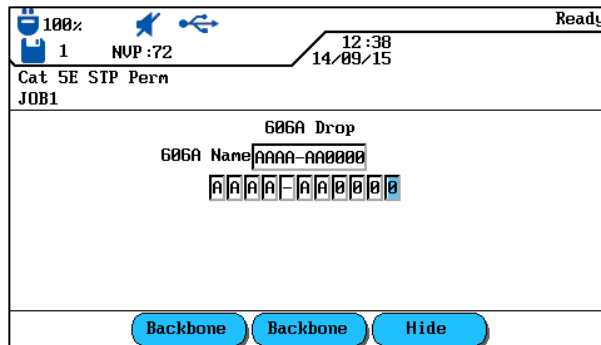 100% Ready
1 NVP:72 12:38
14/09/15
Cat 5E STP Perm
JOB1
606A Drop
606A Name AAAA-AA0000
AAAA-AA0000
Backbone Backbone Hide